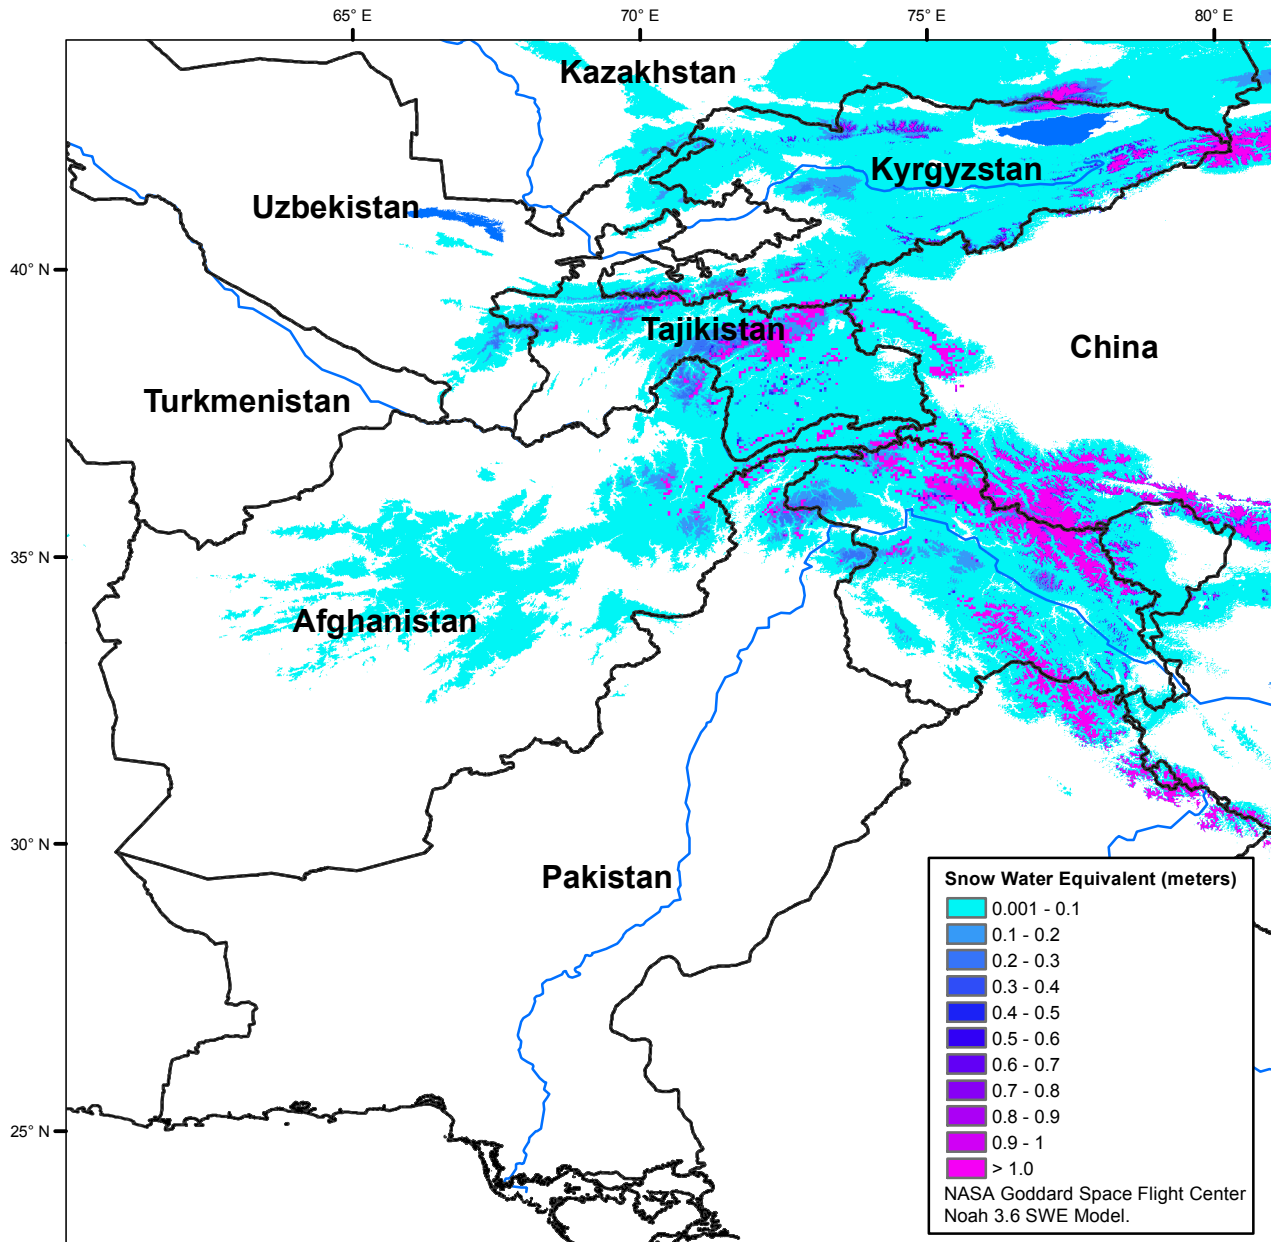 65° E
70° E
75° E
80° E
Kazakhstan
Kyrgyzstan
Uzbekistan
40° N
Tajikistan
China
Turkmenistan
35° N
Afghanistan
30° N
Pakistan
25° N
Snow Water Equivalent (meters)
0.001 - 0.1
0.1 - 0.2
0.2 - 0.3
0.3 - 0.4
0.4 - 0.5
0.5 - 0.6
0.6 - 0.7
0.7 - 0.8
0.8 - 0.9
0.9 - 1
> 1.0
NASA Goddard Space Flight Center
Noah 3.6 SWE Model.